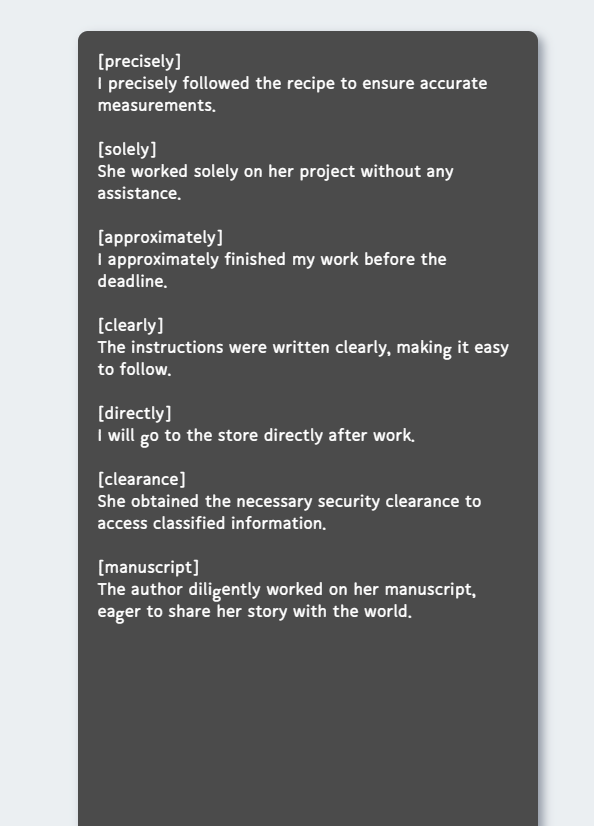 [precisely]
I precisely followed the recipe to ensure accurate
measurements.
[solely]
She worked solely on her project without any
assistance.
[approximately]
I approximately finished my work before the
deadline.
[clearly]
The instructions were written clearly, making it easy
to follow.
[directly]
I will go to the store directly after work.
[clearance]
She obtained the necessary security clearance to
access classified information.
[manuscript]
The author diligently worked on her manuscript,
eager to share her story with the world.